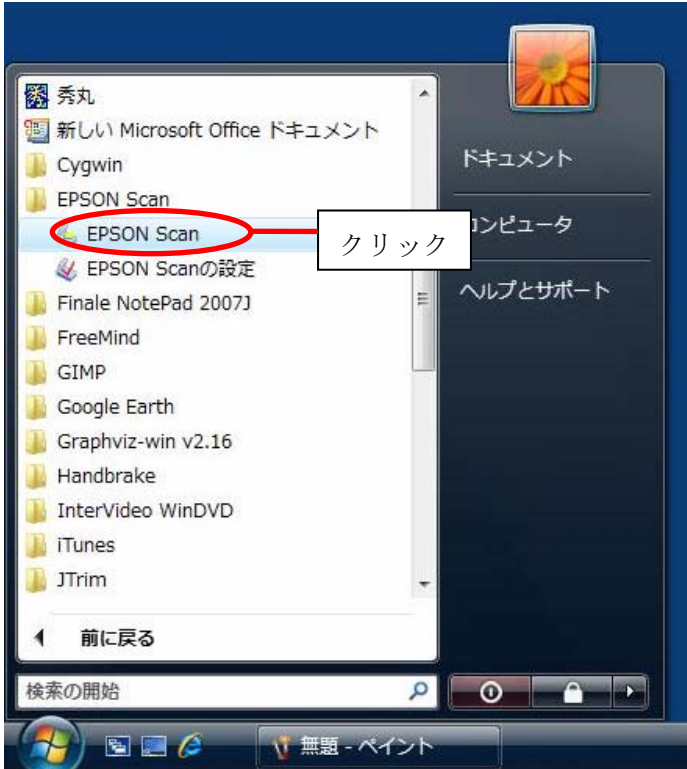 秀丸
新しい Microsoft Office ドキュメント
Cygwin
EPSON Scan
EPSON Scan
クリック
EPSON Scanの設定
Finale NotePad 2007J
FreeMind
GIMP
Google Earth
Graphviz-win v2.16
Handbrake
InterVideo WinDVD
iTunes
JTrim
前に戻る
検索の開始
ドキュメント
コンピュータ
ヘルプとサポート
無題 - ペイント